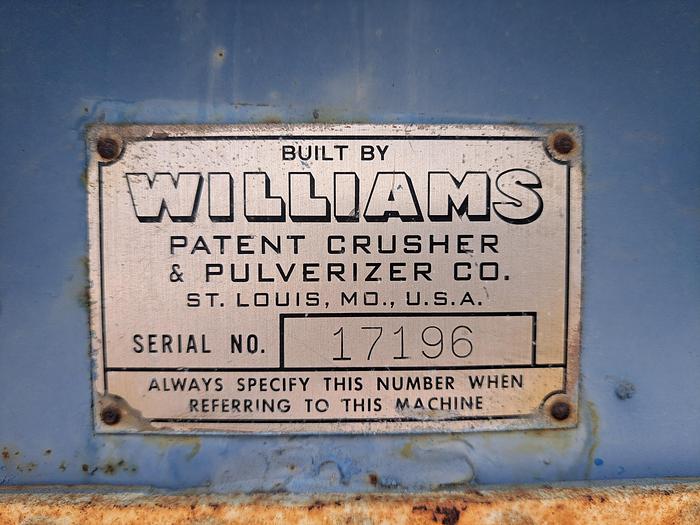 BUILT BY
WILLIAMS
PATENT CRUSHER
& PULVERIZER CO.
ST. LOUIS, MO., U.S.A.
SERIAL NO. 17196
ALWAYS SPECIFY THIS NUMBER WHEN
REFERRING TO THIS MACHINE